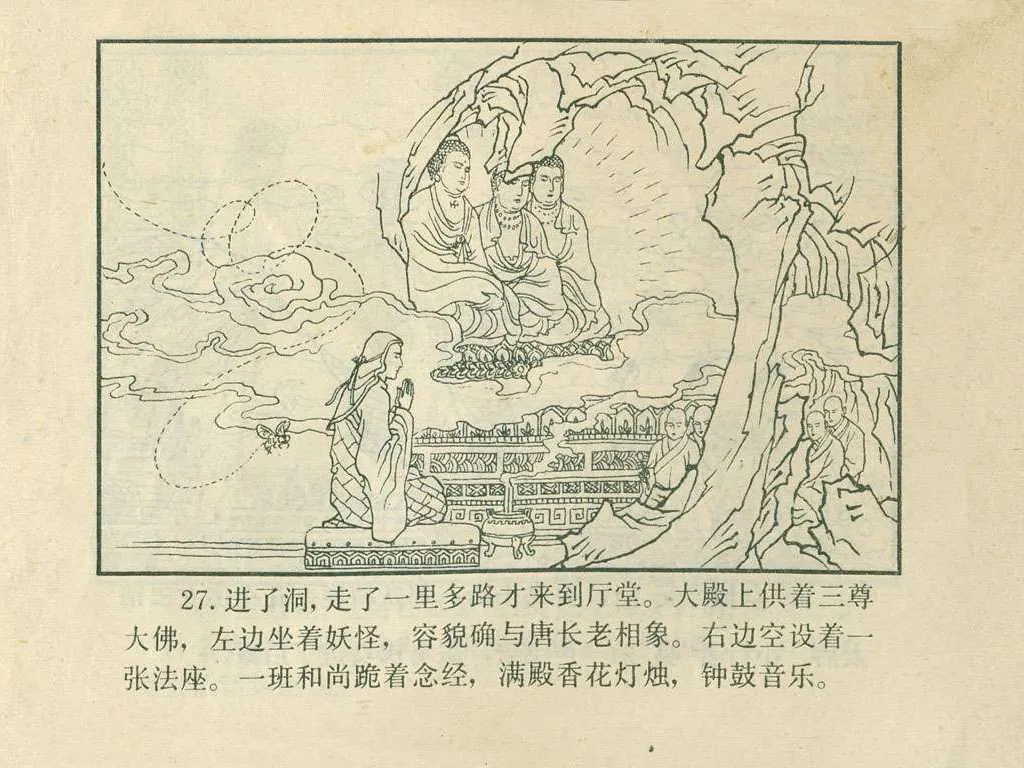 27. 进了洞, 走了一里多路才来到厅堂。大殿上供着三尊
大佛, 左边坐着妖怪, 容貌确与唐长老相象。右边空设着一
张法座。一班和尚跪着念经, 满殿香花灯烛, 钟鼓音乐。